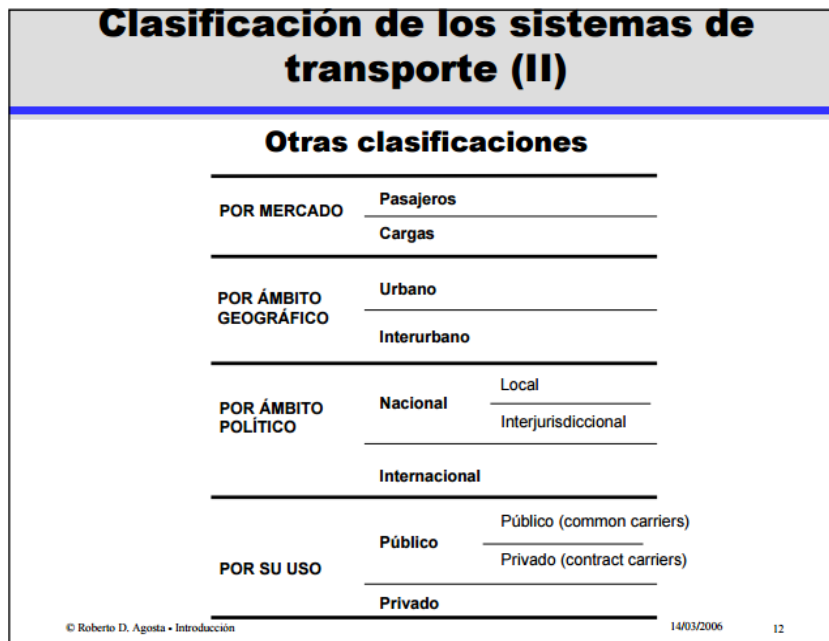 Clasificación de los sistemas de
transporte (II)
Otras clasificaciones
POR MERCADO
Pasajeros
Cargas
POR ÁMBITO
GEOGRÁFICO
Urbano
Interurbano
POR ÁMBITO
POLÍTICO
Nacional
Local
Interjurisdiccional
Internacional
POR SU USO
Público
Público (common carriers)
Privado (contract carriers)
Privado
© Roberto D. Agosta • Introducción
14/03/2006
12